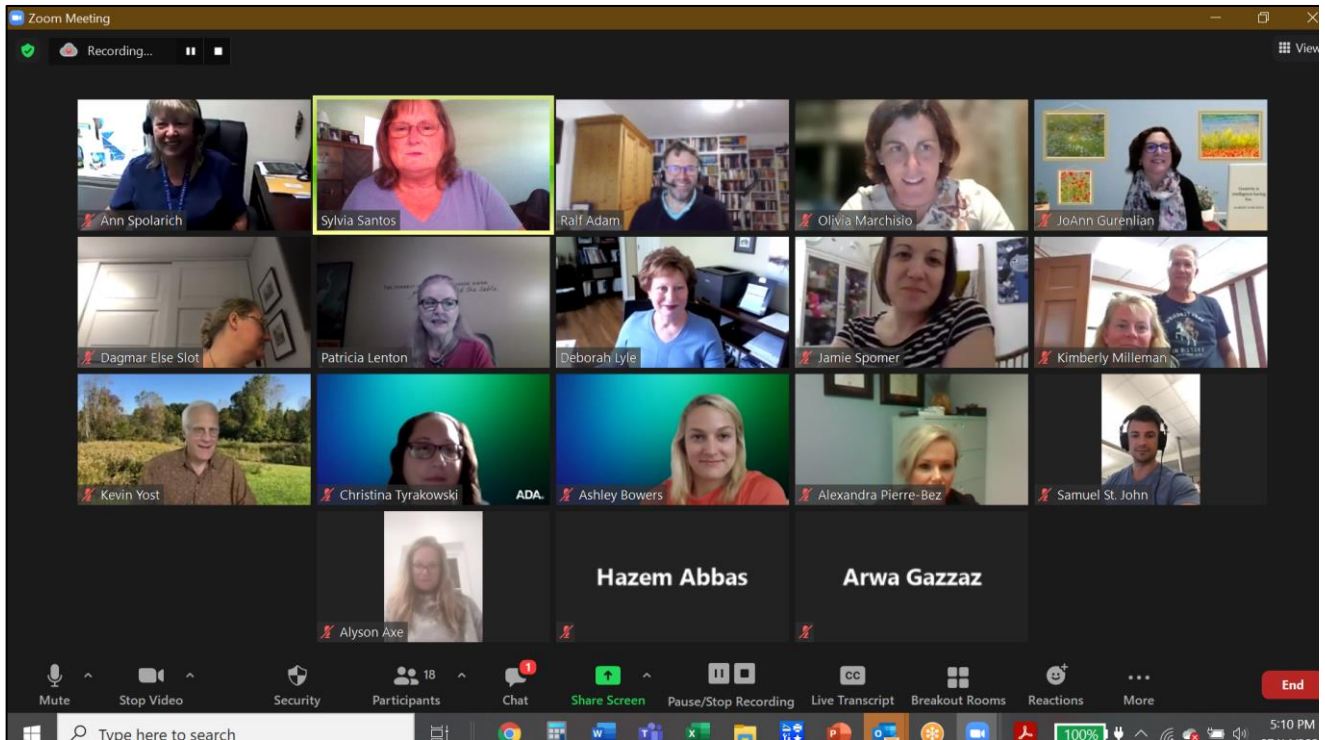 Zoom Meeting
Recording...
View
Ann Spolarich
Sylvia Santos
Ralf Adam
Olivia Marchisio
JoAnn Gurenlian
Dagmar Else Slot
Patricia Lenton
Deborah Lyle
Jamie Spomer
Kimberly Milleman
Kevin Yost
Christina Tyrakowski
ADA.
Ashley Bowers
Alexandra Pierre-Bez
Samuel St. John
Alyson Axe
Hazem Abbas
Arwa Gazzaz
18
1
CC
Mute
Stop Video
Security
Participants
Chat
Share Screen
Pause/Stop Recording
Live Transcript
Breakout Rooms
Reactions
More
End
Type here to search
100%
5:10 PM